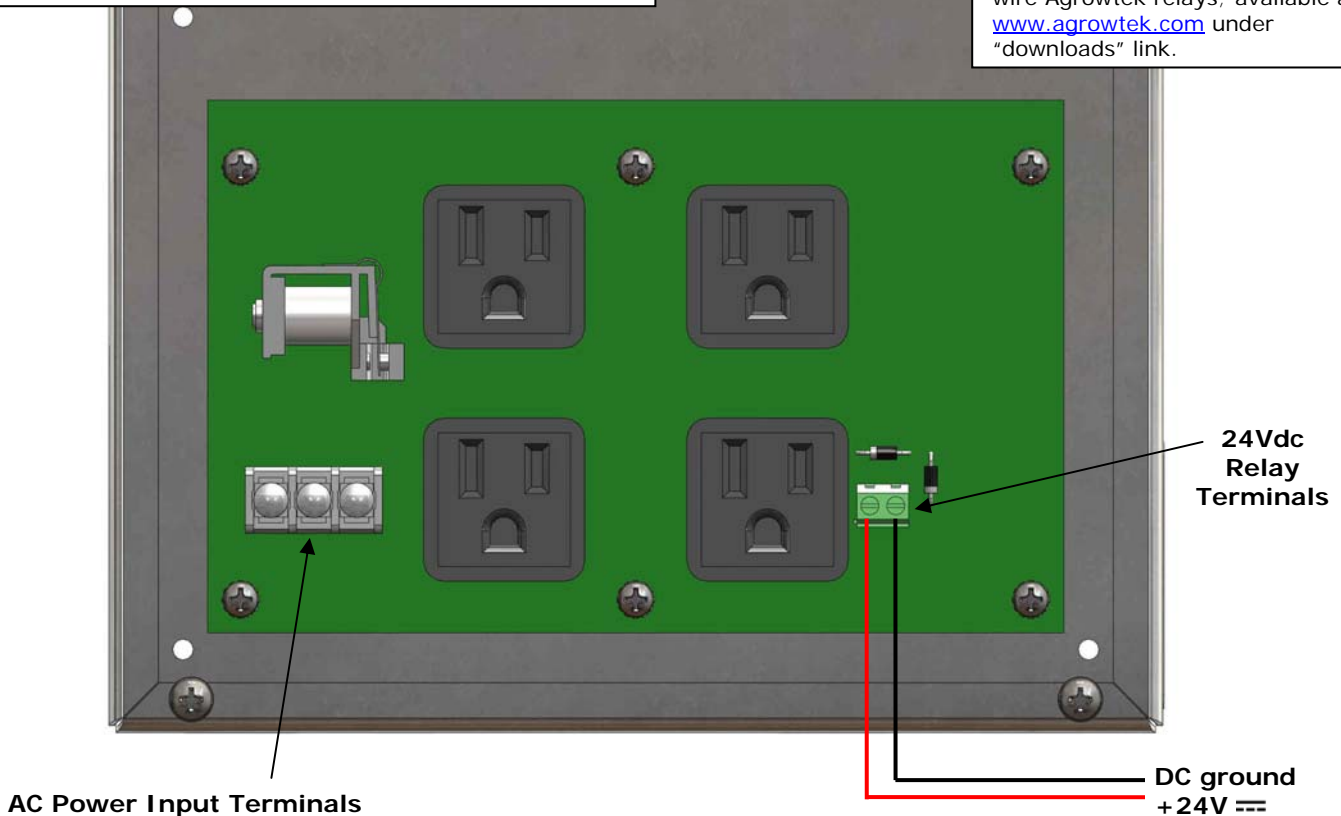 wire Agrowtek relays, available a
www.agrowtek.com under
“downloads” link.
24Vdc
Relay
Terminals
AC Power Input Terminals
DC ground
+24V